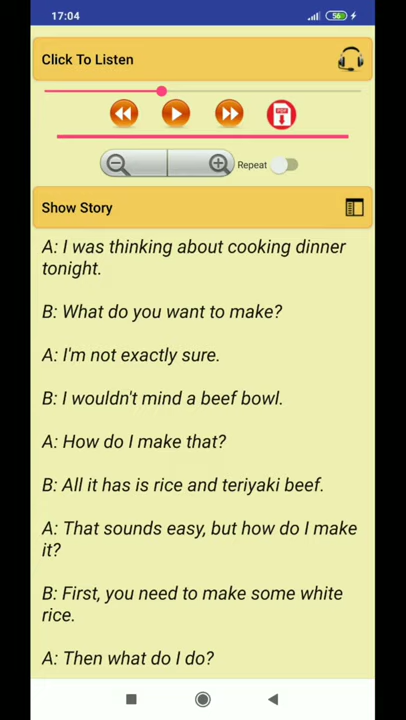 17:04
56
Click To Listen
PDF
Repeat
Show Story
A: I was thinking about cooking dinner
tonight.
B: What do you want to make?
A: I'm not exactly sure.
B: I wouldn't mind a beef bowl.
A: How do I make that?
B: All it has is rice and teriyaki beef.
A: That sounds easy, but how do I make
it?
B: First, you need to make some white
rice.
A: Then what do I do?